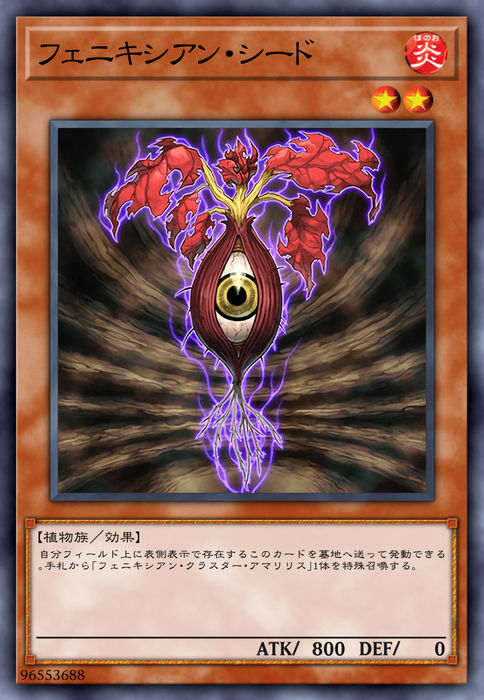 フェニキシアン・シード
ほのお
炎
【植物族／効果】
自分フィールド上に表側表示で存在するこのカードを墓地へ送って発動できる
。手札から「フェニキシアン・クラスター・アマリリス」1体を特殊召喚する。
ATK/ 800 DEF/ 0
96553688